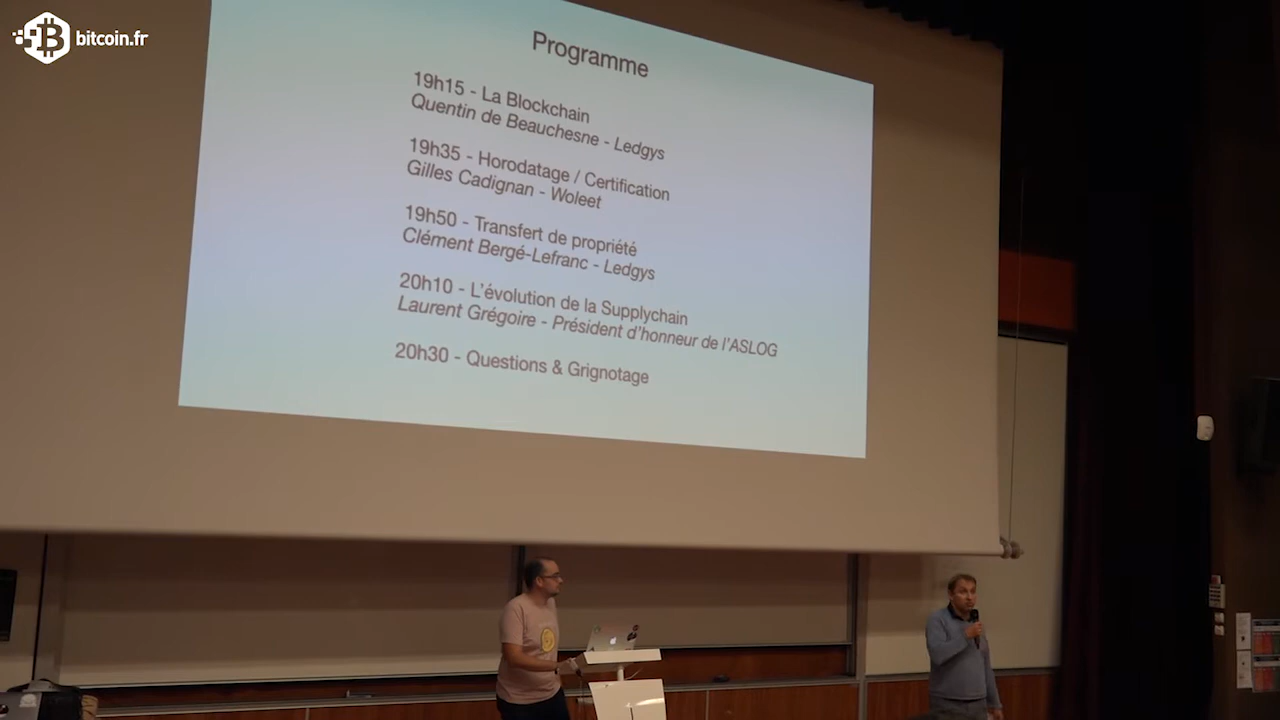 bitcoin.fr
Programme
19h15 - La Blockchain
Quentin de Beauchesne - Ledgys
19h35 - Horodatage / Certification
Gilles Cadignan - Woleet
19h50 - Transfert de propriété
Clément Bergé-Lefranc - Ledgys
20h10 - L'évolution de la Supplychain
Laurent Grégoire - Président d'honneur de l'ASLOG
20h30 - Questions & Grignotage